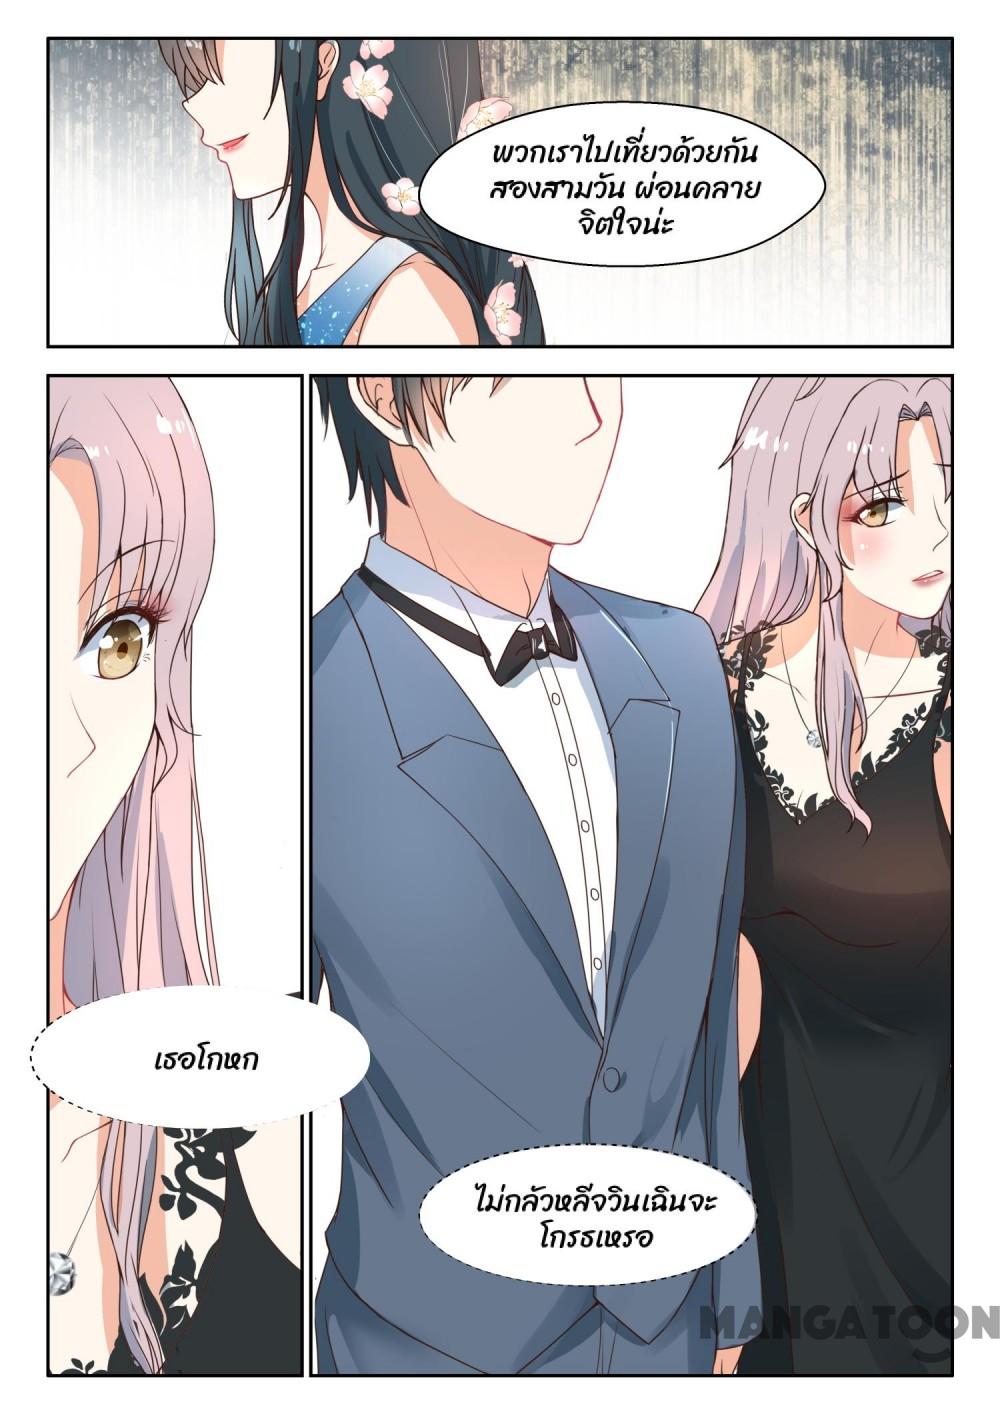 พวกเราไปเที่ยวด้วยกัน
สองสามวัน ผ่อนคลาย
จิตใจน่ะ
เธอโกหก
ไม่กลัวหลีจวินเฉินจะ
โกรธเหรอ
MANGATOON